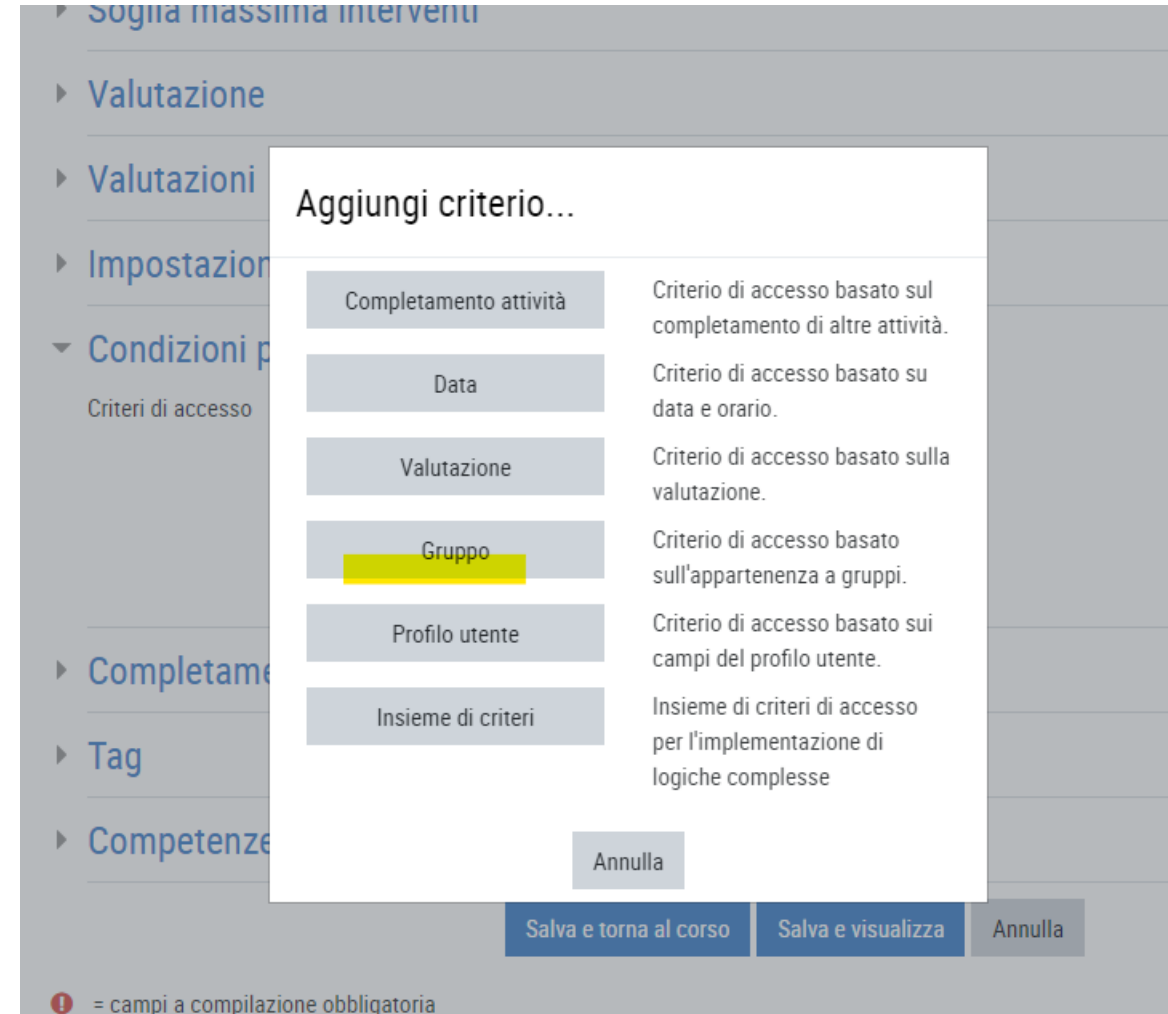 Soglia massima interventi
Valutazione
Valutazioni
Impostazion
Condizioni p
Criteri di accesso
Aggiungi criterio...
Completamento attività
Criterio di accesso basato sul
completamento di altre attività.
Data
Criterio di accesso basato su
data e orario.
Valutazione
Criterio di accesso basato sulla
valutazione.
Gruppo
Criterio di accesso basato
sull'appartenenza a gruppi.
Profilo utente
Criterio di accesso basato sui
campi del profilo utente.
Insieme di criteri
Insieme di criteri di accesso
per l'implementazione di
logiche complesse
Annulla
Completame
Tag
Competenze
Salva e torna al corso
Salva e visualizza
Annulla
= campi a compilazione obbligatoria